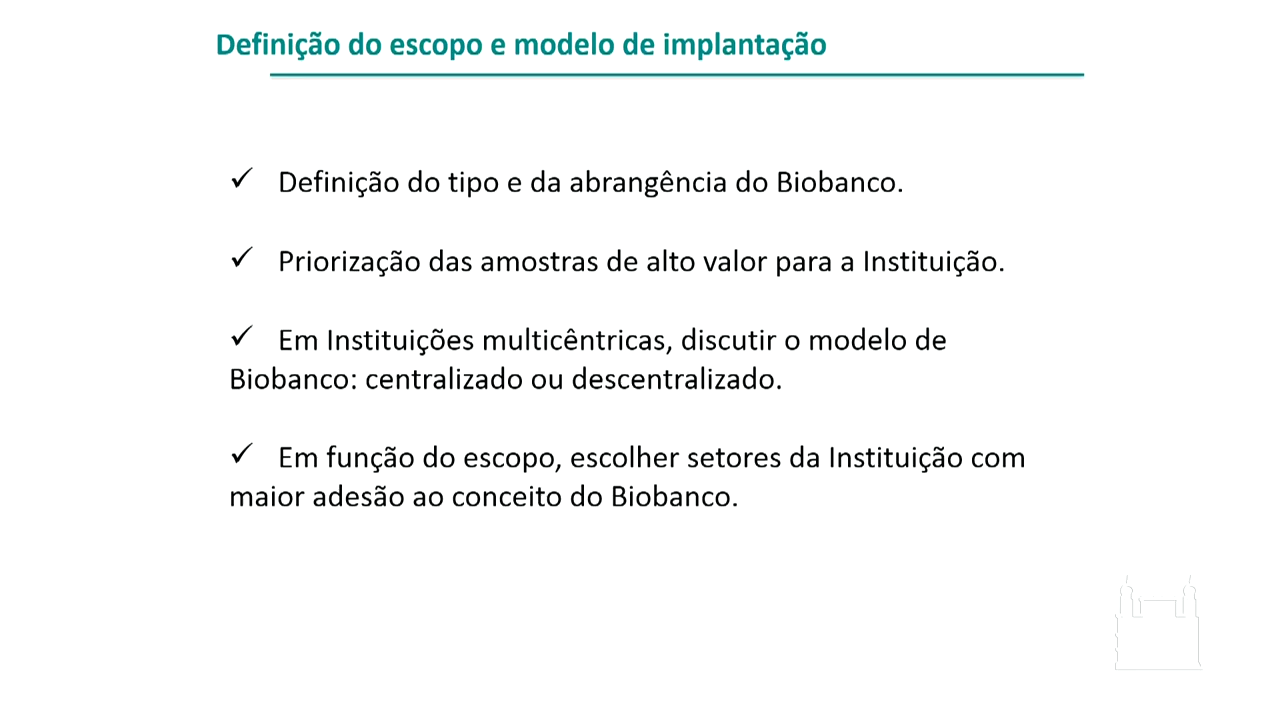 Definição do escopo e modelo de implantação
✓ Definição do tipo e da abrangência do Biobanco.
✓ Priorização das amostras de alto valor para a Instituição.
✓ Em Instituições multicêntricas, discutir o modelo de
Biobanco: centralizado ou descentralizado.
✓ Em função do escopo, escolher setores da Instituição com
maior adesão ao conceito do Biobanco.